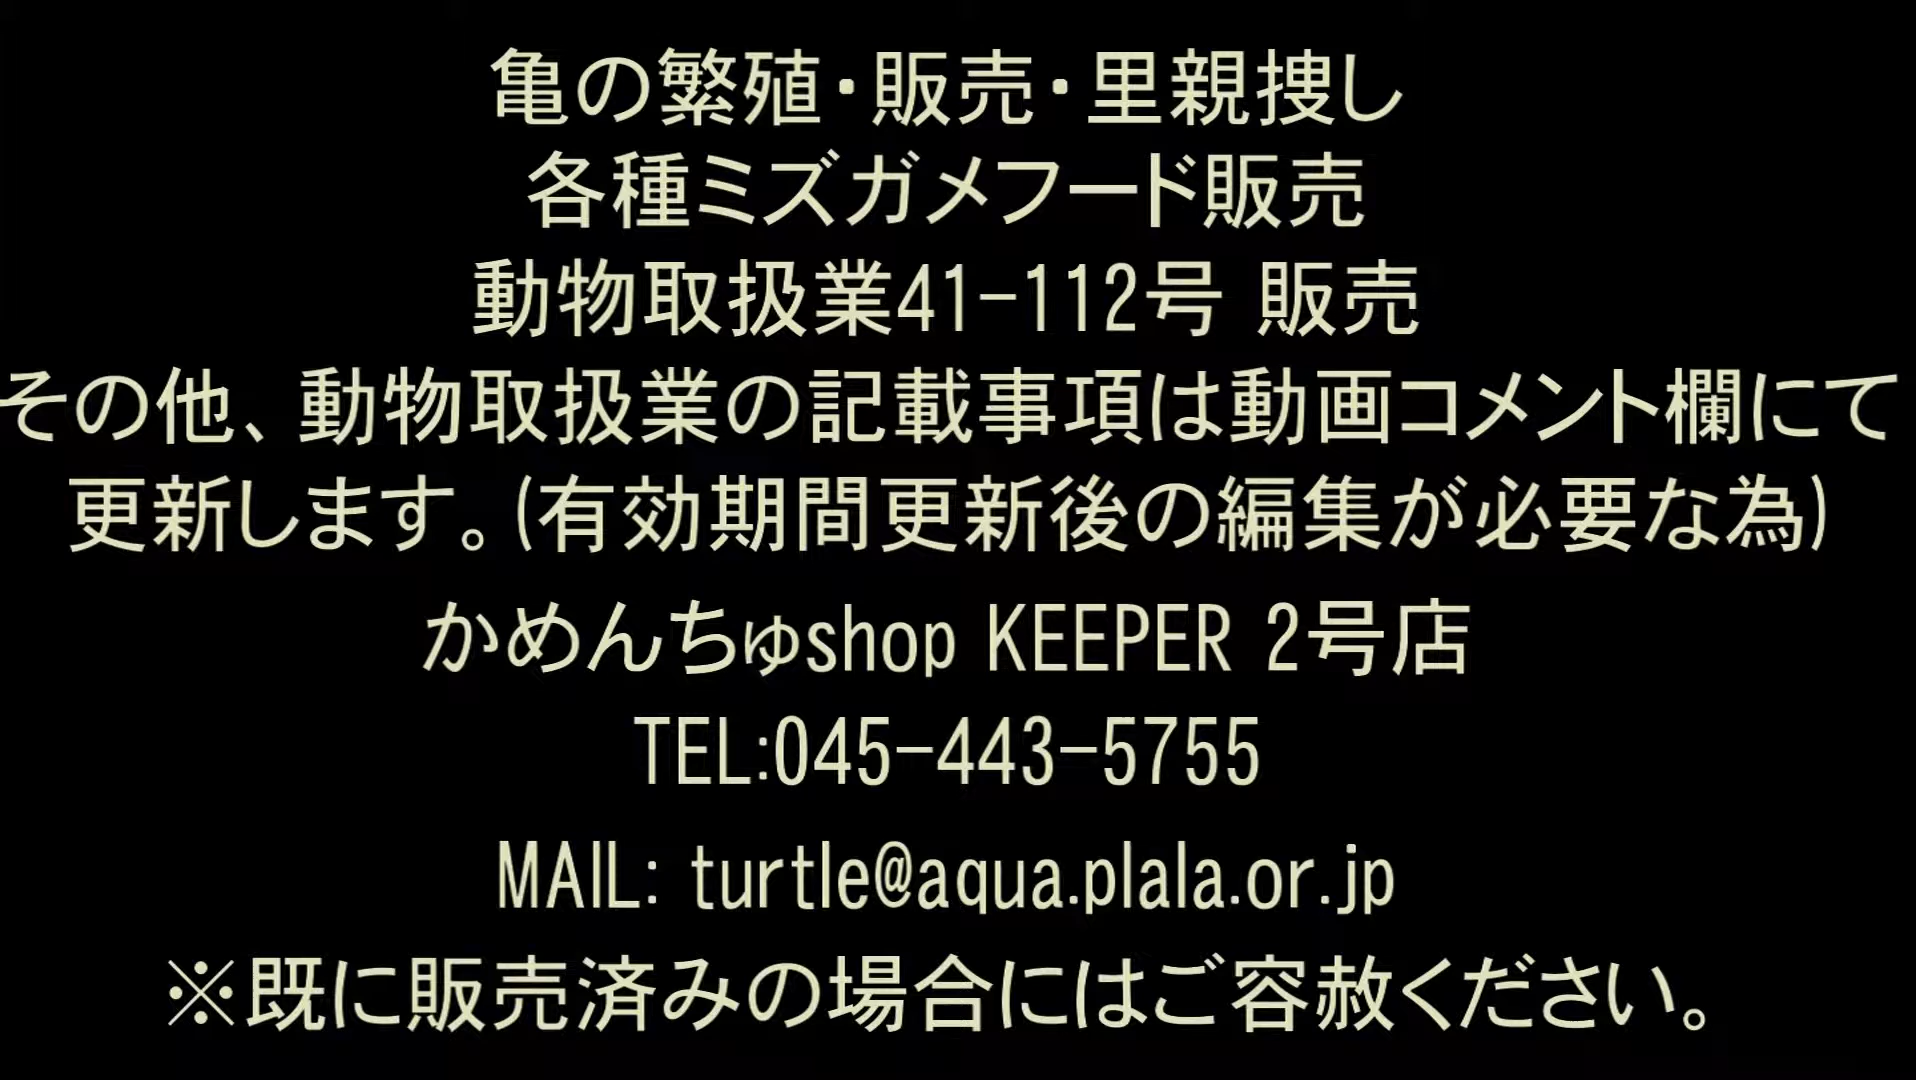 亀の繁殖・販売・里親捜し
各種ミズガメフード販売
動物取扱業41-112号 販売
その他、動物取扱業の記載事項は動画コメント欄にて
更新します。(有効期間更新後の編集が必要な為)
かめんちゅshop KEEPER 2号店
TEL:045-443-5755
MAIL: turtle@aqua.plala.or.jp
※既に販売済みの場合にはご容赦ください。